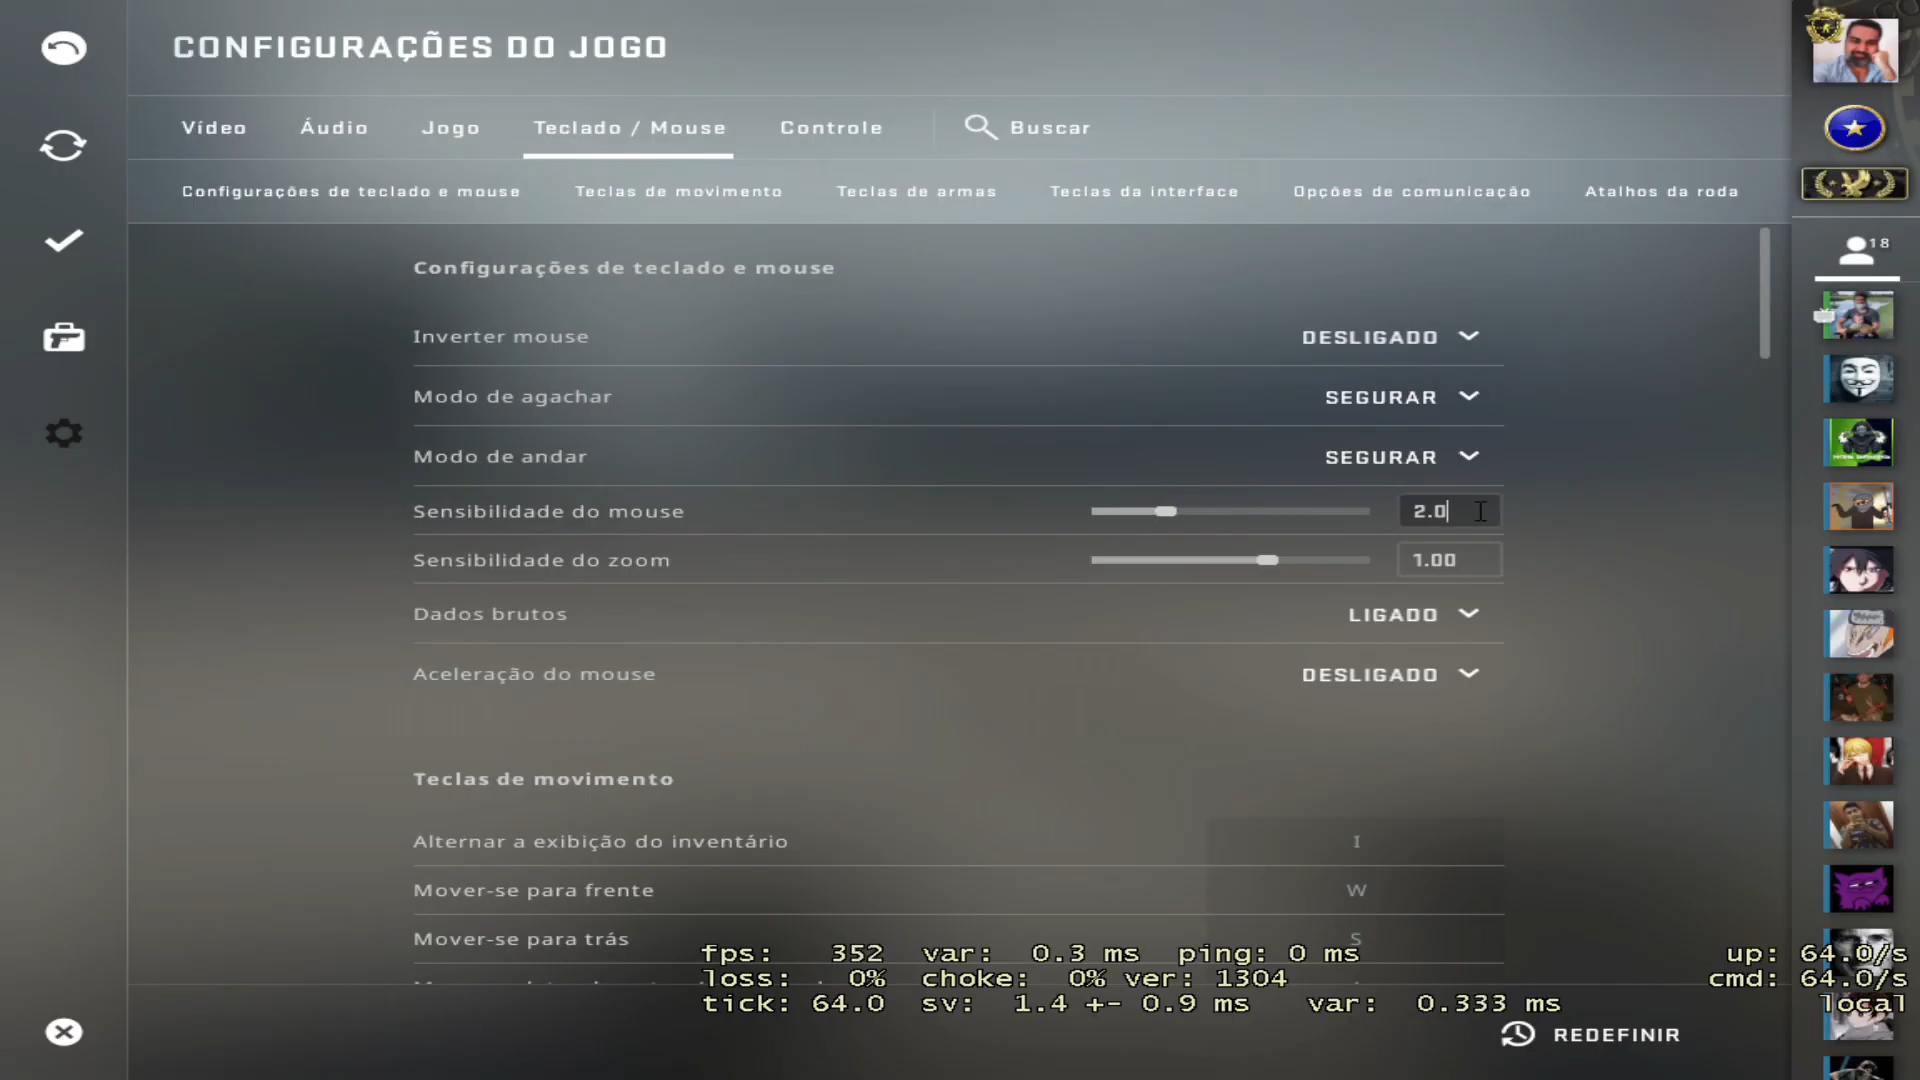 CONFIGURAÇÕES DO JOGO
Vídeo Áudio Jogo Teclado / Mouse Controle Buscar
Configurações de teclado e mouse Teclas de movimento Teclas de armas Teclas da interface Opções de comunicação Atalhos da roda
18
Configurações de teclado e mouse
Inverter mouse DESLIGADO
Modo de agachar SEGURAR
Modo de andar SEGURAR
Sensibilidade do mouse 2.0
Sensibilidade do zoom 1.00
Dados brutos LIGADO
Aceleração do mouse DESLIGADO
Teclas de movimento
Alternar a exibição do inventário I
Mover-se para frente W
Mover-se para trás S
fps: 352 var: 0.3 ms ping: 0 ms up: 64.0/s
loss: 0% choke: 0% ver: 1304 cmd: 64.0/s
tick: 64.0 sv: 1.4 +- 0.9 ms var: 0.333 ms local
REDEFINIR